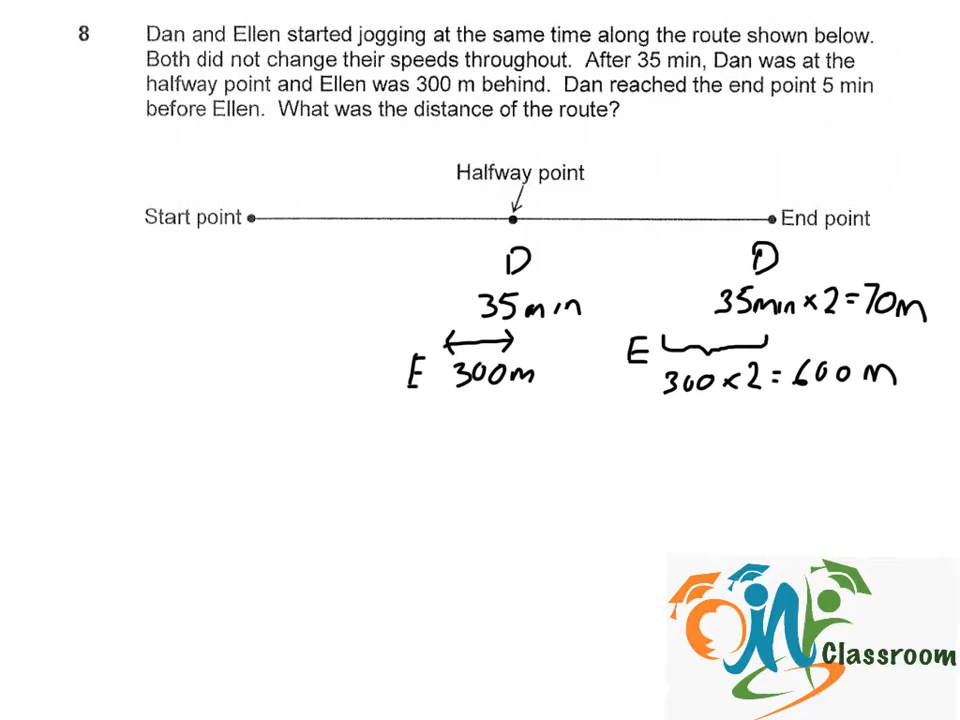 8 Dan and Ellen started jogging at the same time along the route shown below.
Both did not change their speeds throughout. After 35 min, Dan was at the
halfway point and Ellen was 300 m behind. Dan reached the end point 5 min
before Ellen. What was the distance of the route?
Halfway point
Start point End point
D D
35min 35min × 2 = 70m
E 300m E 300 × 2 = 600 m
OwnIt
Classroom